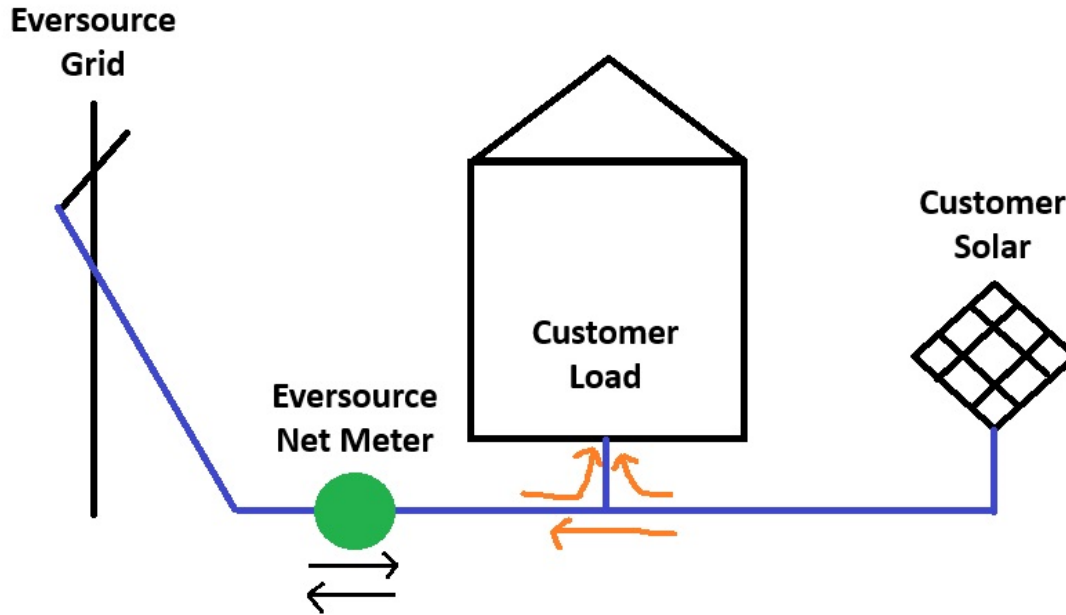 Eversource
Grid
Customer
Solar
Customer
Load
Eversource
Net Meter